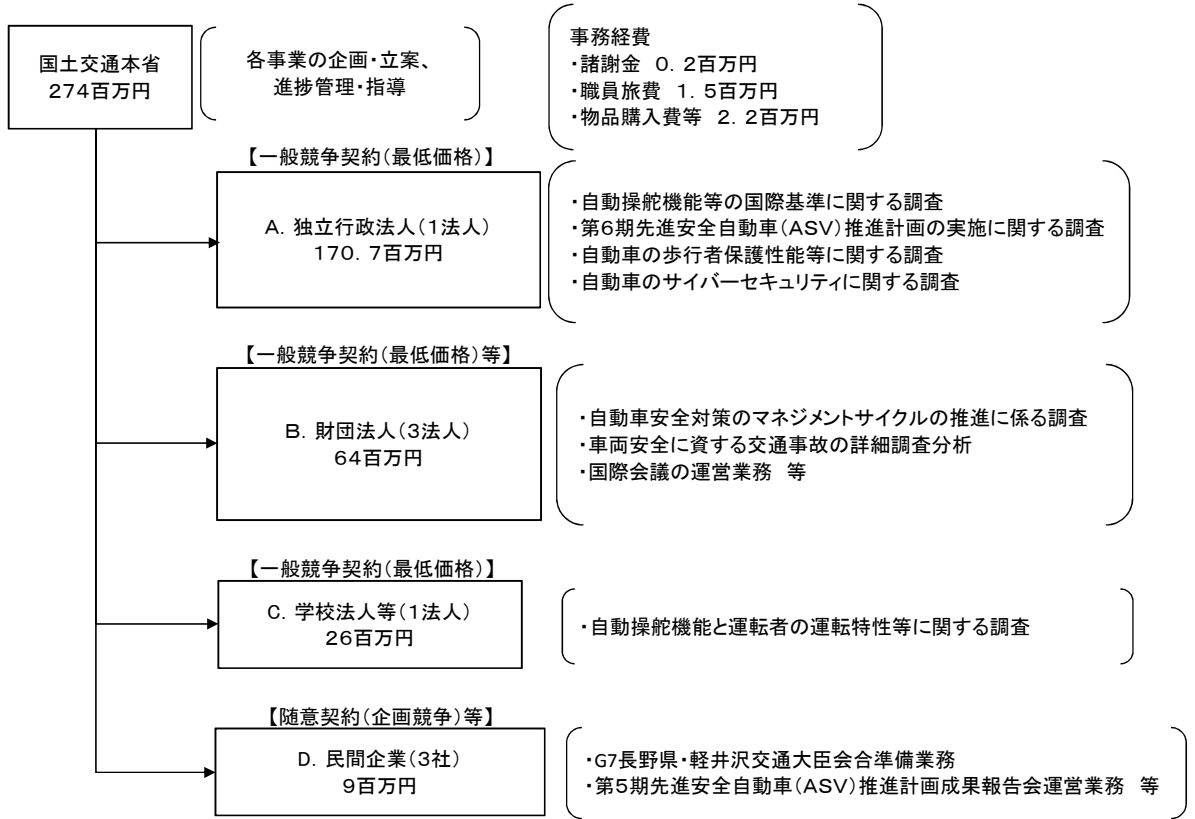 国土交通本省
274百万円
各事業の企画・立案、
進捗管理・指導
事務経費
・諸謝金 0.2百万円
・職員旅費 1.5百万円
・物品購入費等 2.2百万円
【一般競争契約(最低価格)】
A. 独立行政法人(1法人)
170.7百万円
・自動操舵機能等の国際基準に関する調査
・第6期先進安全自動車(ASV)推進計画の実施に関する調査
・自動車の歩行者保護性能等に関する調査
・自動車のサイバーセキュリティに関する調査
【一般競争契約(最低価格)等】
B. 財団法人(3法人)
64百万円
・自動車安全対策のマネジメントサイクルの推進に係る調査
・車両安全に資する交通事故の詳細調査分析
・国際会議の運営業務 等
【一般競争契約(最低価格)】
C. 学校法人等(1法人)
26百万円
・自動操舵機能と運転者の運転特性等に関する調査
【随意契約(企画競争)等】
D. 民間企業(3社)
9百万円
・G7長野県・軽井沢交通大臣会合準備業務
・第5期先進安全自動車(ASV)推進計画成果報告会運営業務 等